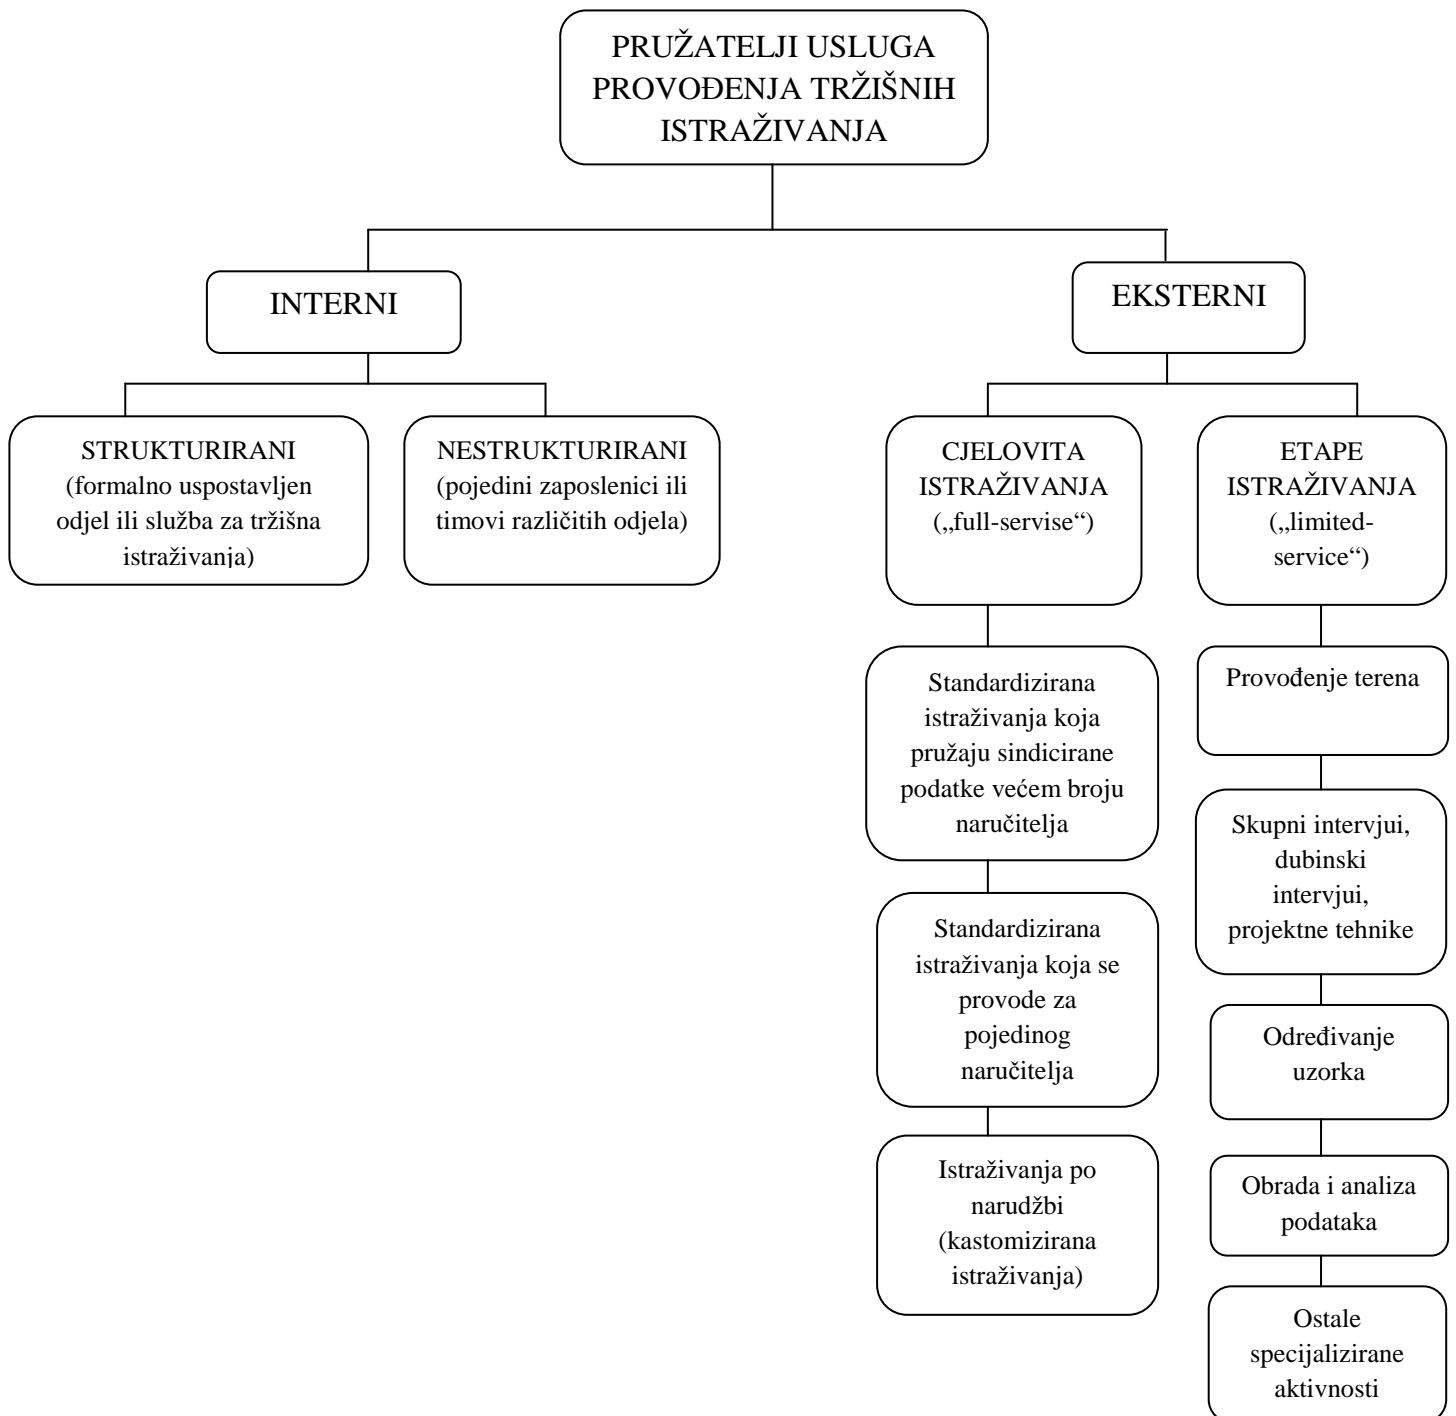 PRUŽATELJI USLUGA
PROVOĐENJA TRŽIŠNIH
ISTRAŽIVANJA
INTERNI
EKSTERNI
STRUKTURIRANI
(formalno uspostavljen
odjel ili služba za tržišna
istraživanja)
NESTRUKTURIRANI
(pojedini zaposlenici ili
timovi različitih odjela)
CJELOVITA
ISTRAŽIVANJA
(„full-servise“)
ETAPE
ISTRAŽIVANJA
(„limited-
service“)
Standardizirana
istraživanja koja
pružaju sindicirane
podatke većem broju
naručitelja
Standardizirana
istraživanja koja se
provode za
pojedinog
naručitelja
Istraživanja po
narudžbi
(kastomizirana
istraživanja)
Provođenje terena
Skupni intervjui,
dubinski
intervjui,
projektne tehnike
Određivanje
uzorka
Obrada i analiza
podataka
Ostale
specijalizirane
aktivnosti